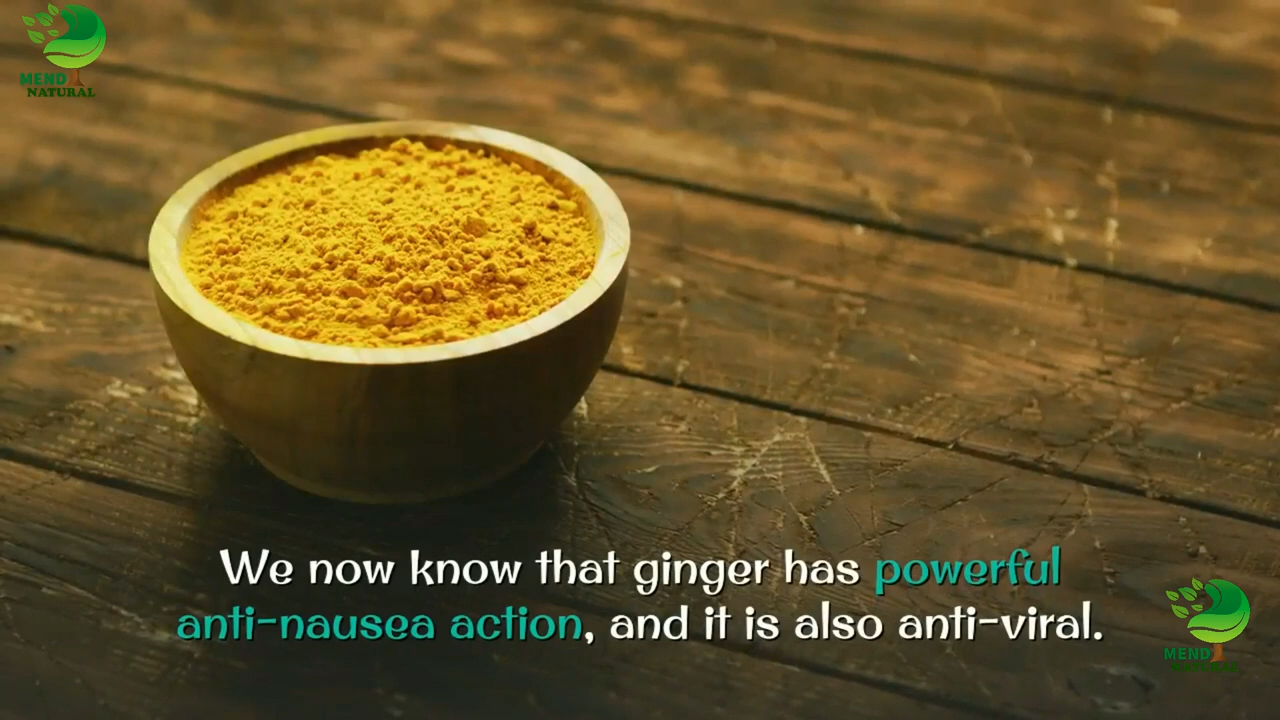 MEND
NATURAL
We now know that ginger has powerful
anti-nausea action, and it is also anti-viral.
MEND
NATURAL